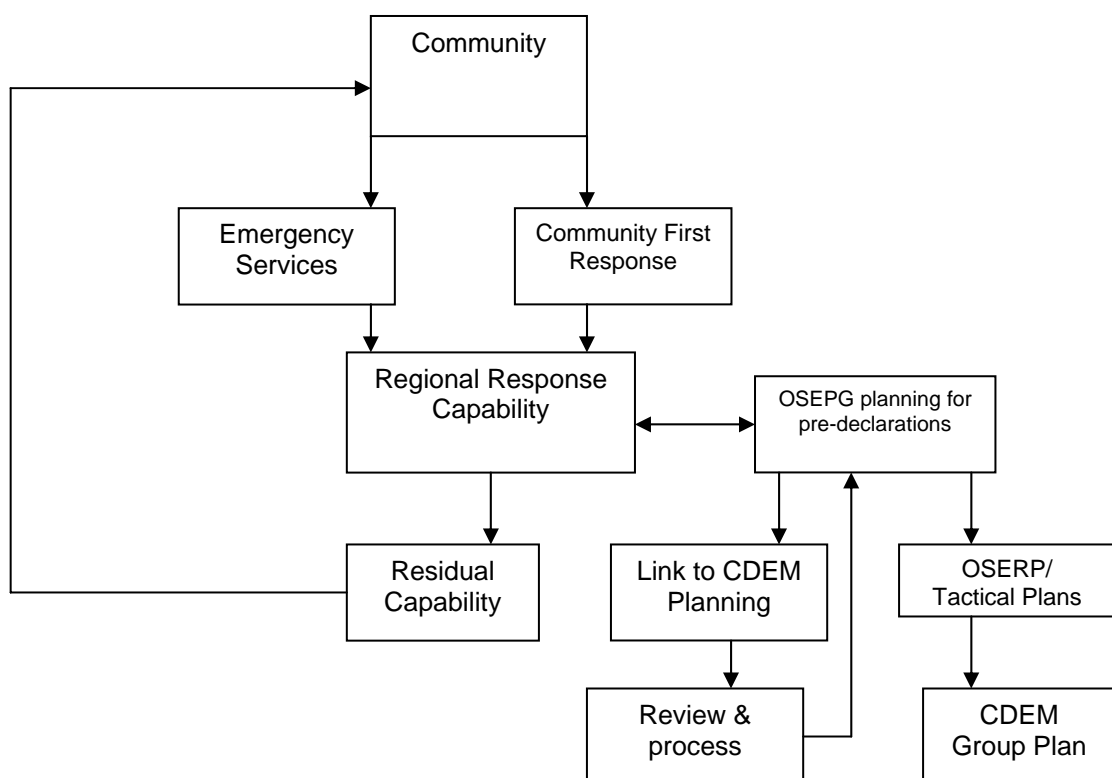 Community
Emergency
Services
Community First
Response
Regional Response
Capability
OSEPG planning for
pre-declarations
Residual
Capability
Link to CDEM
Planning
OSERP/
Tactical Plans
Review &
process
CDEM
Group Plan